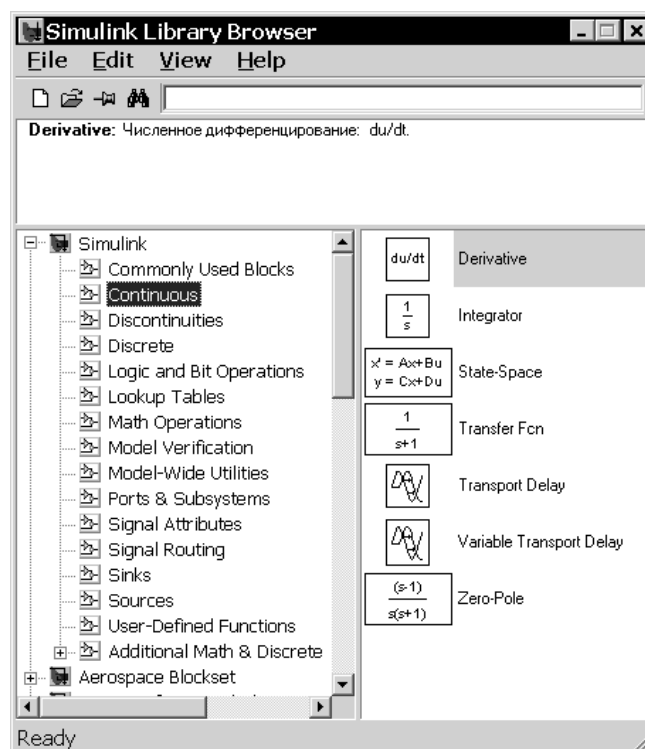 Simulink Library Browser
File Edit View Help
Derivative: Численное дифференцирование: du/dt.
Simulink
Commonly Used Blocks
Continuous
Discontinuities
Discrete
Logic and Bit Operations
Lookup Tables
Math Operations
Model Verification
Model-Wide Utilities
Ports & Subsystems
Signal Attributes
Signal Routing
Sinks
Sources
User-Defined Functions
Additional Math & Discrete
Aerospace Blockset
du/dt Derivative
1
s
Integrator
x' = Ax+Bu
y = Cx+Du
State-Space
1
s+1
Transfer Fcn
Transport Delay
Variable Transport Delay
(s-1)
s(s+1)
Zero-Pole
Ready